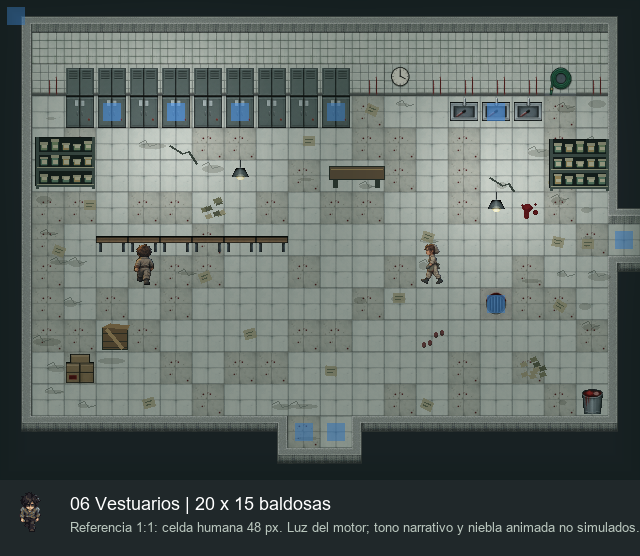 06 Vestuarios | 20 x 15 baldosas
Referencia 1:1: celda humana 48 px. Luz del motor; tono narrativo y niebla animada no simulados.